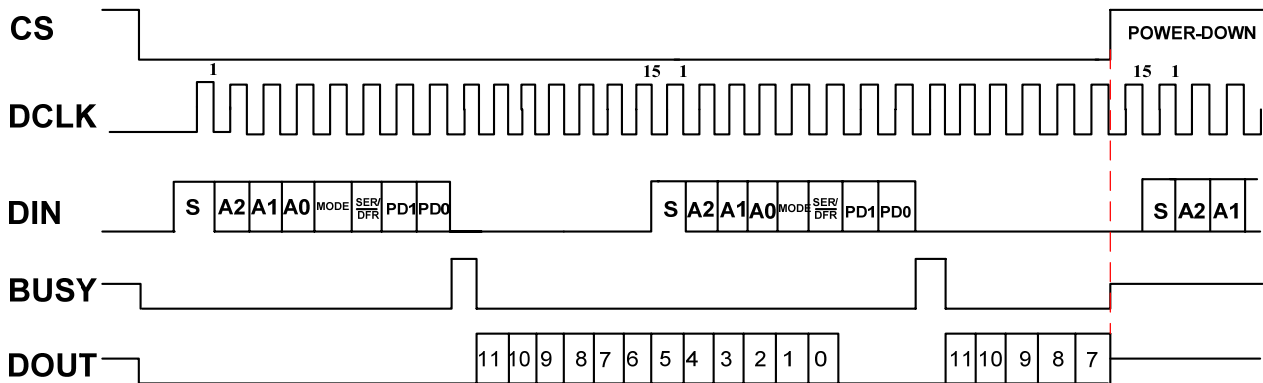 CS
POWER-DOWN
1 15 1 15 1
DCLK
DIN
S A2 A1 A0 MODE SER/DFR PD1 PD0 S A2 A1 A0 MODE SER/DFR PD1 PD0 S A2 A1
BUSY
DOUT
11 10 9 8 7 6 5 4 3 2 1 0 11 10 9 8 7